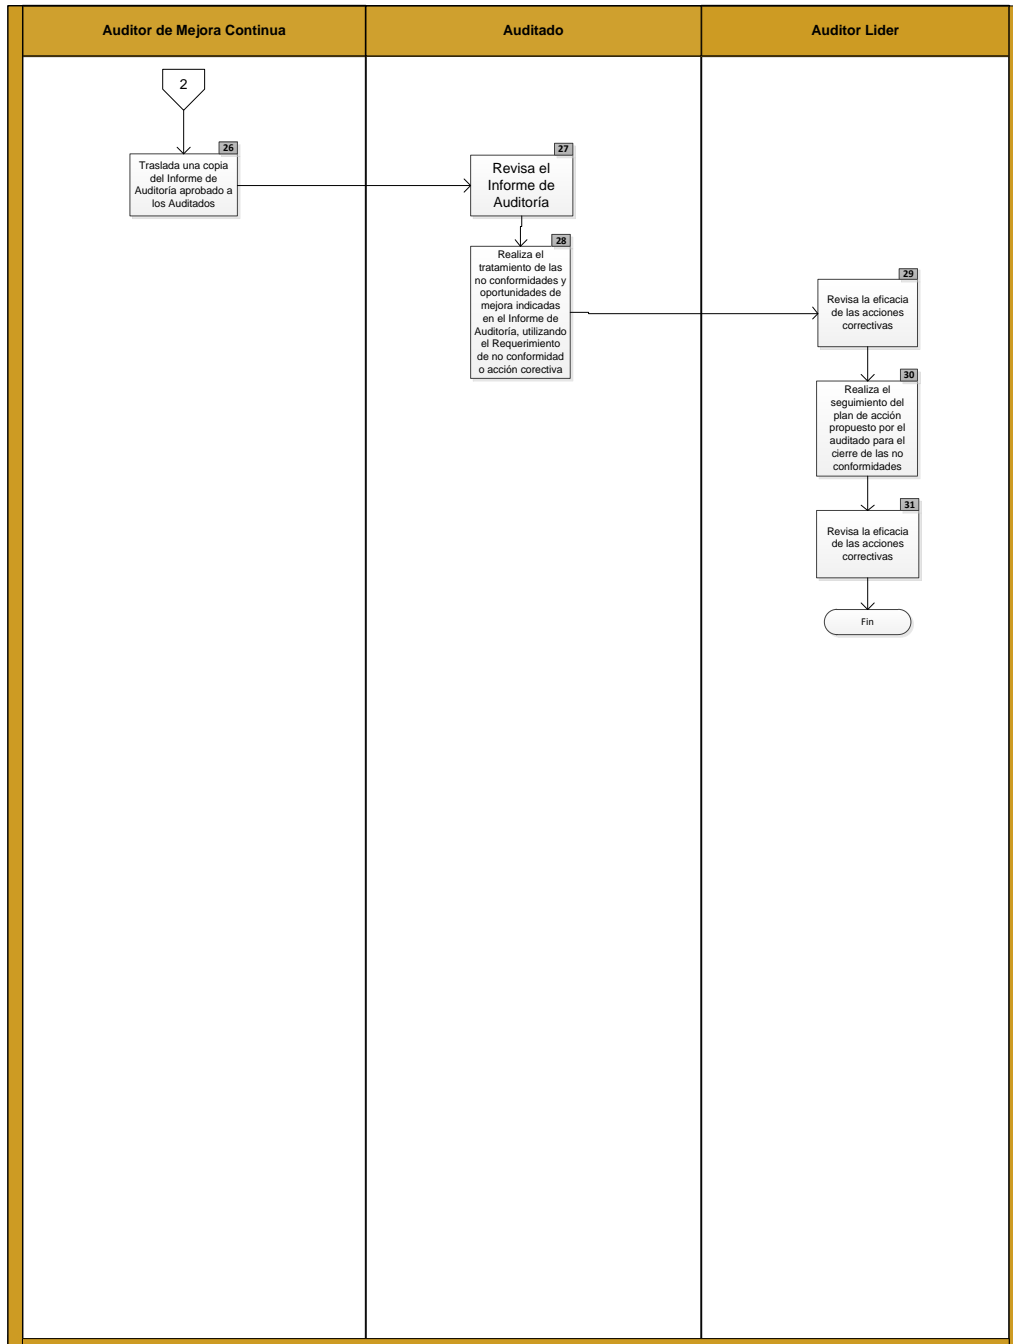 Auditor de Mejora Continua
Auditado
Auditor Lider
2
26
Traslada una copia
del Informe de
Auditoría aprobado a
los Auditados
27
Revisa el
Informe de
Auditoría
28
Realiza el
tratamiento de las
no conformidades y
oportunidades de
mejora indicadas
en el Informe de
Auditoría, utilizando
el Requerimiento
de no conformidad
o acción corectiva
29
Revisa la eficacia
de las acciones
correctivas
30
Realiza el
seguimiento del
plan de acción
propuesto por el
auditado para el
cierre de las no
conformidades
31
Revisa la eficacia
de las acciones
correctivas
Fin